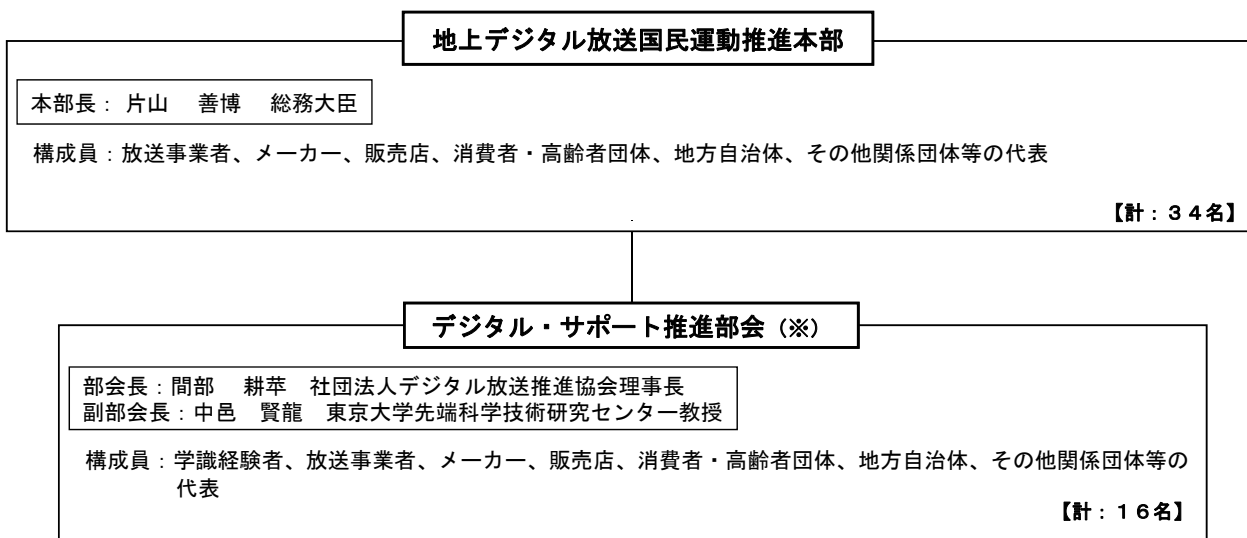 地上デジタル放送国民運動推進本部
本部長：片山　善博　総務大臣
構成員：放送事業者、メーカー、販売店、消費者・高齢者団体、地方自治体、その他関係団体等の代表
【計：３４名】
デジタル・サポート推進部会（※）
部会長：間部　耕苹　社団法人デジタル放送推進協会理事長
副部会長：中邑　賢龍　東京大学先端科学技術研究センター教授
構成員：学識経験者、放送事業者、メーカー、販売店、消費者・高齢者団体、地方自治体、その他関係団体等の
代表
【計：１６名】